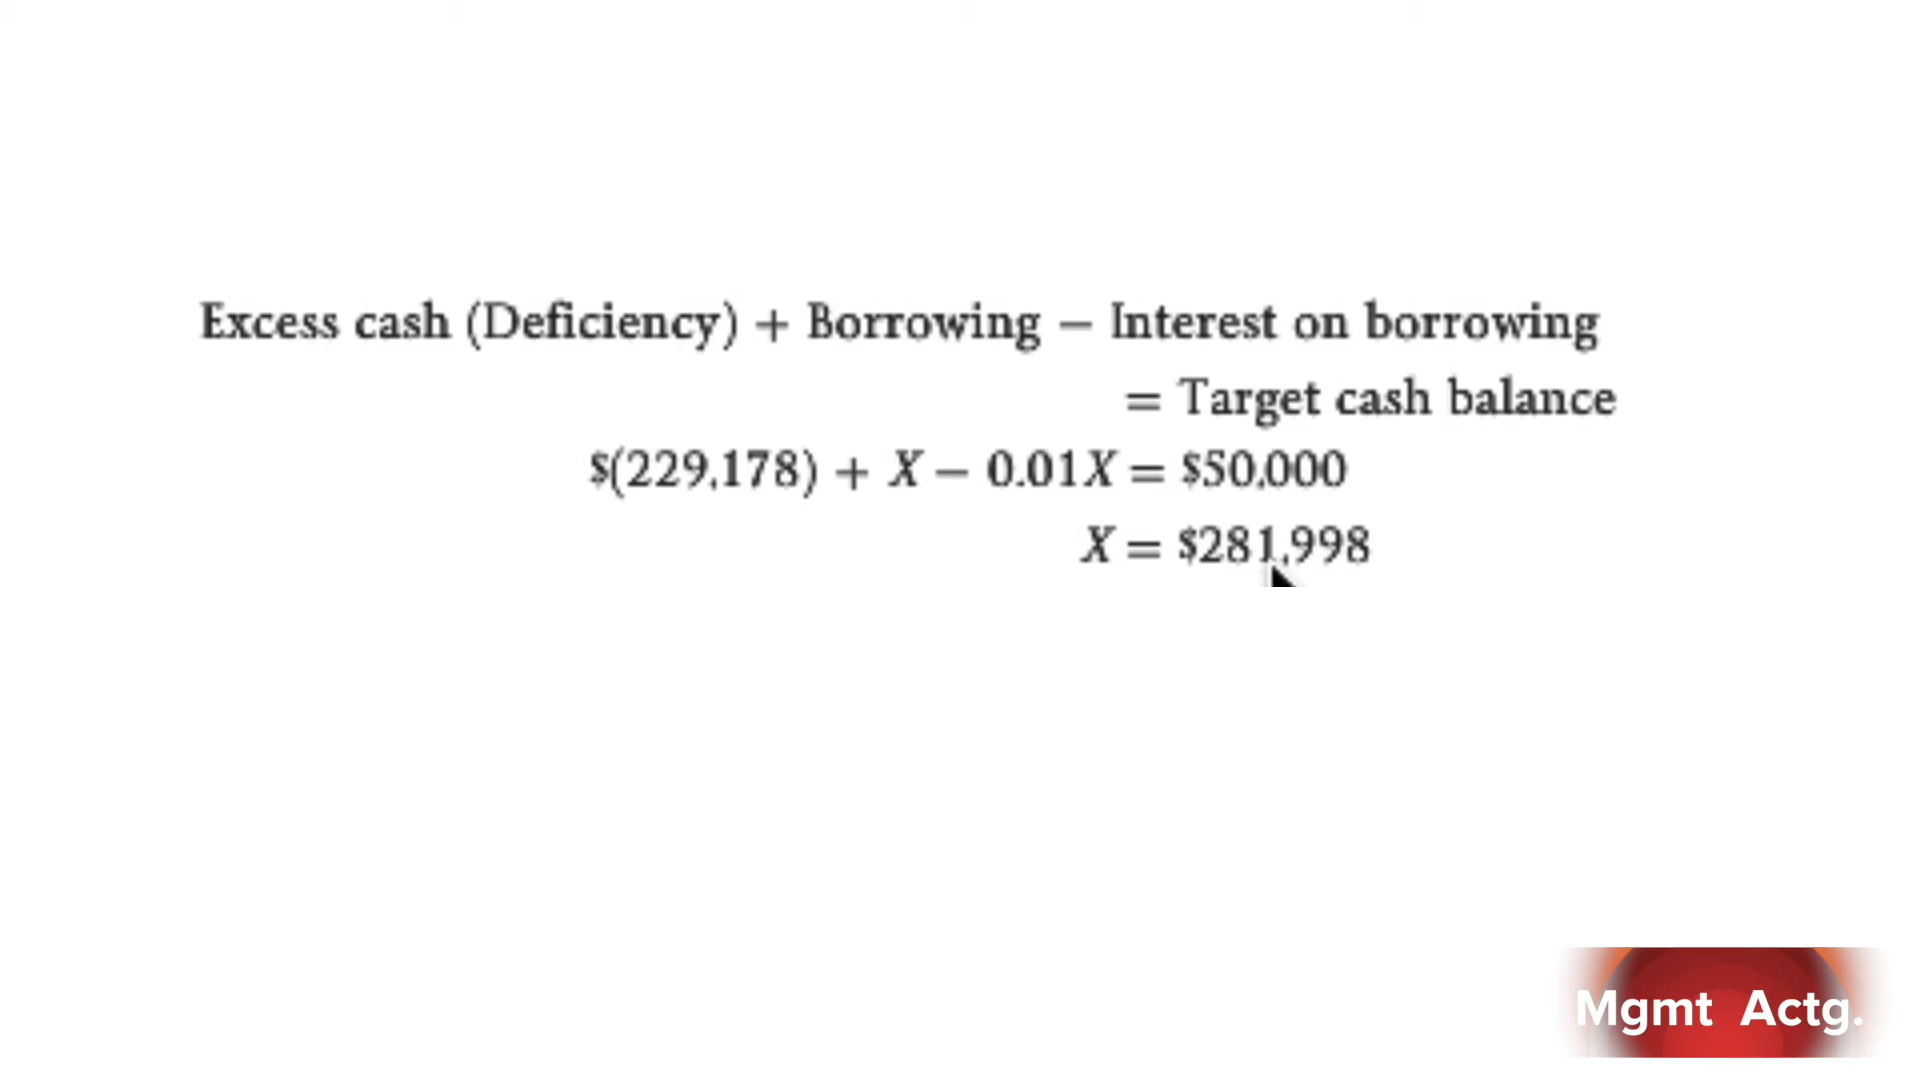 Excess cash (Deficiency) + Borrowing − Interest on borrowing
= Target cash balance
$(229,178) + X − 0.01X = $50,000
X = $281,998
Mgmt Actg.